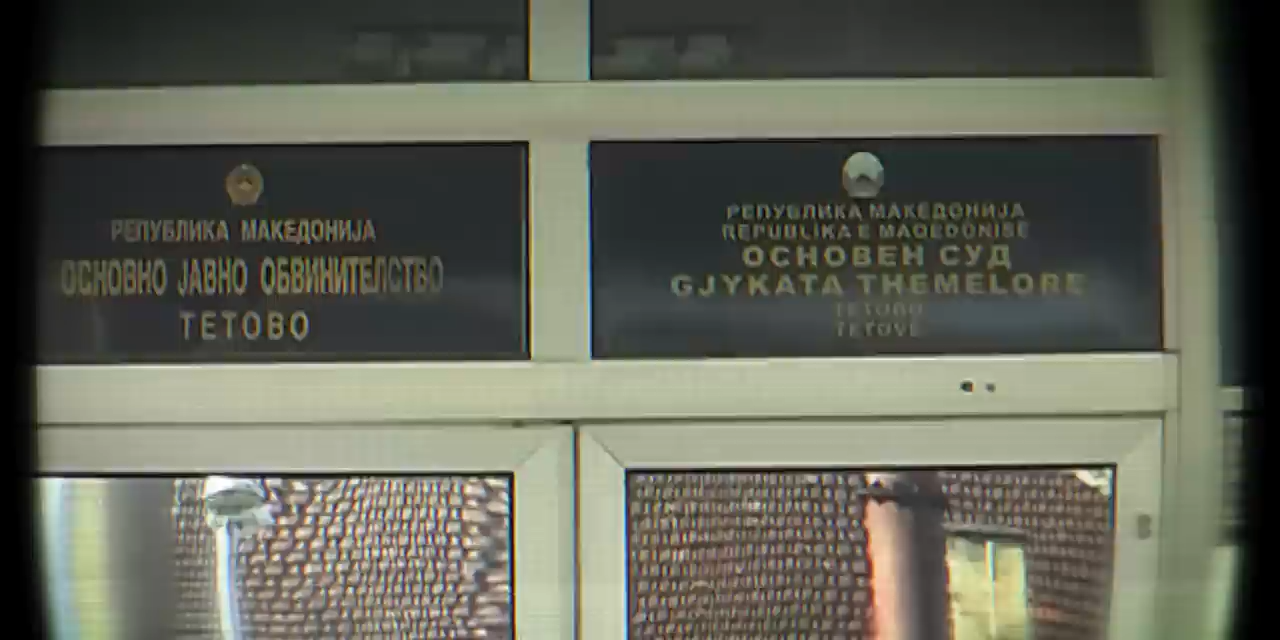 РЕПУБЛИКА МАКЕДОНИЈА
ОСНОВНО ЈАВНО ОБВИНИТЕЛСТВО
ТЕТОВО
РЕПУБЛИКА МАКЕДОНИЈА
REPUBLIKA E MAQEDONISË
ОСНОВЕН СУД
GJYKATA THEMELORE
ТЕТОВО
TETOVË